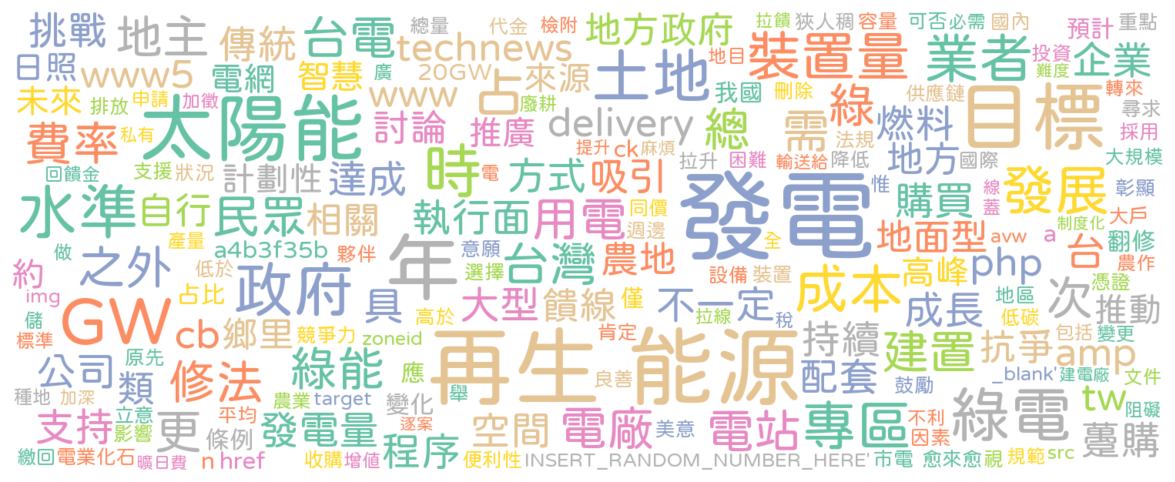 挑戰 地主 傳統 台電 總量 代金 檢附 地方政府 拉饋 狹人稠 容量 可否 必需 國內 預計 重點
日照 www5 電網 智慧 廣 technews 20GW 來源 土地 地目 裝置量 業者 投資 企業
難度 未來 排放 申請 加徵 www 占 廢耕 我國 刪除 綠 供應鏈 目標 轉來
費率 私有 太陽能 討論 推廣 delivery 總 需 燃料 法規 尋求 採用
回饋金 支援 狀況 計劃性 達成 時 電 方式 提升 ck 麻煩 吸引 拉升 困難 輸送給 降低 地方 國際 大規模
水準 自行 民眾 相關 執行面 用電 同價 週邊 發電 惟 購買 線 蓋 發展 彰顯
做 產量 a4b3f35b 夥伴 意願 台灣 農地 設備 裝置 全 地面型 avw a 制度化 台 大戶 翻修
約 之外 低於 年 選擇 php 農作
img 占比 政府 具 大型 饋線 僅 不一定 成本 高峰 地區 憑證
儲 GW cb 鄉里 高於 拉線 稅 成長 低碳 次 推動
標準 原先 競爭力 zoneid 再生能源 肯定 持續 建置 抗爭 包括 變更 amp
公司 類 修法 綠能 應 良善 配套 鼓勵 _blank' 建電廠 文件
種地 加深 農業 target 舉 tw 阻礙
支持 立意 影響 更 平均 條例 發電量 變化 逐案 空間 電廠 美意 電站 專區 不利 因素 綠電 躉購
繳回 電業 化石 曠日費 n href 收購 增值 程序 便利性 INSERT_RANDOM_NUMBER_HERE' 市電 愈來愈 視 規範 src